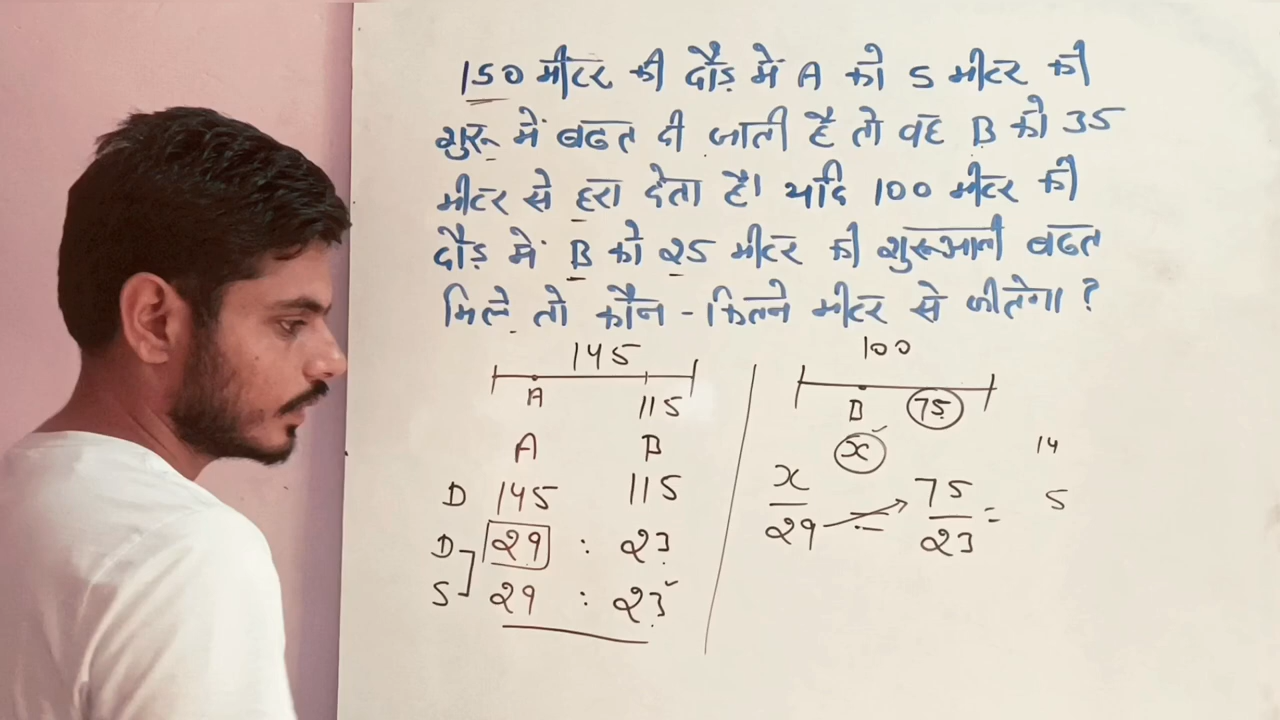 150 मीटर की दौड़ में A को 5 मीटर की
शुरू में बढत दी जाती है तो वह B को 35
मीटर से हरा देता है। यदि 100 मीटर की
दौड़ में B को 25 मीटर की शुरूआती बढत
मिले तो कौन - कितने मीटर से जीतेगा ?
145
A 115
A B
D 145 115
D 29 : 23
S 29 : 23
100
B 75
x
x/29 = 75/23 =
14
5